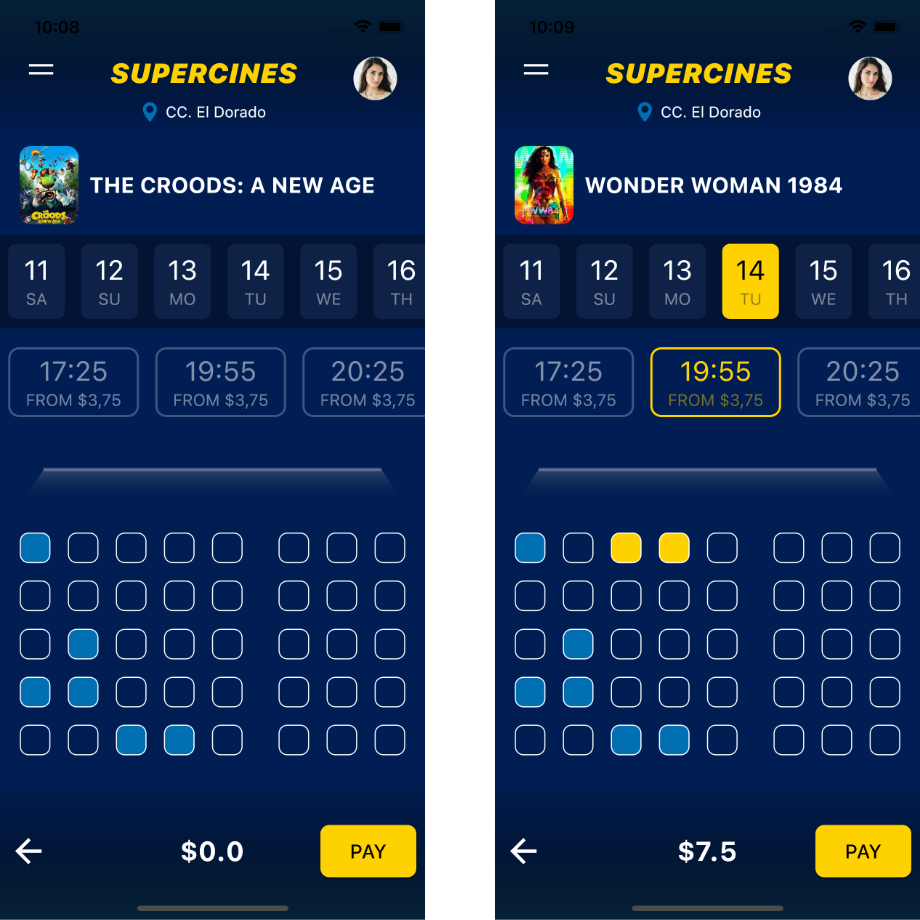 10:08
SUPERCINES
CC. El Dorado
CROODS
THE CROODS: A NEW AGE
11 12 13 14 15 16
SA SU MO TU WE TH
17:25 19:55 20:25
FROM $3,75 FROM $3,75 FROM $3,75
$0.0 PAY
10:09
SUPERCINES
CC. El Dorado
WW84
WONDER WOMAN 1984
11 12 13 14 15 16
SA SU MO TU WE TH
17:25 19:55 20:25
FROM $3,75 FROM $3,75 FROM $3,75
$7.5 PAY